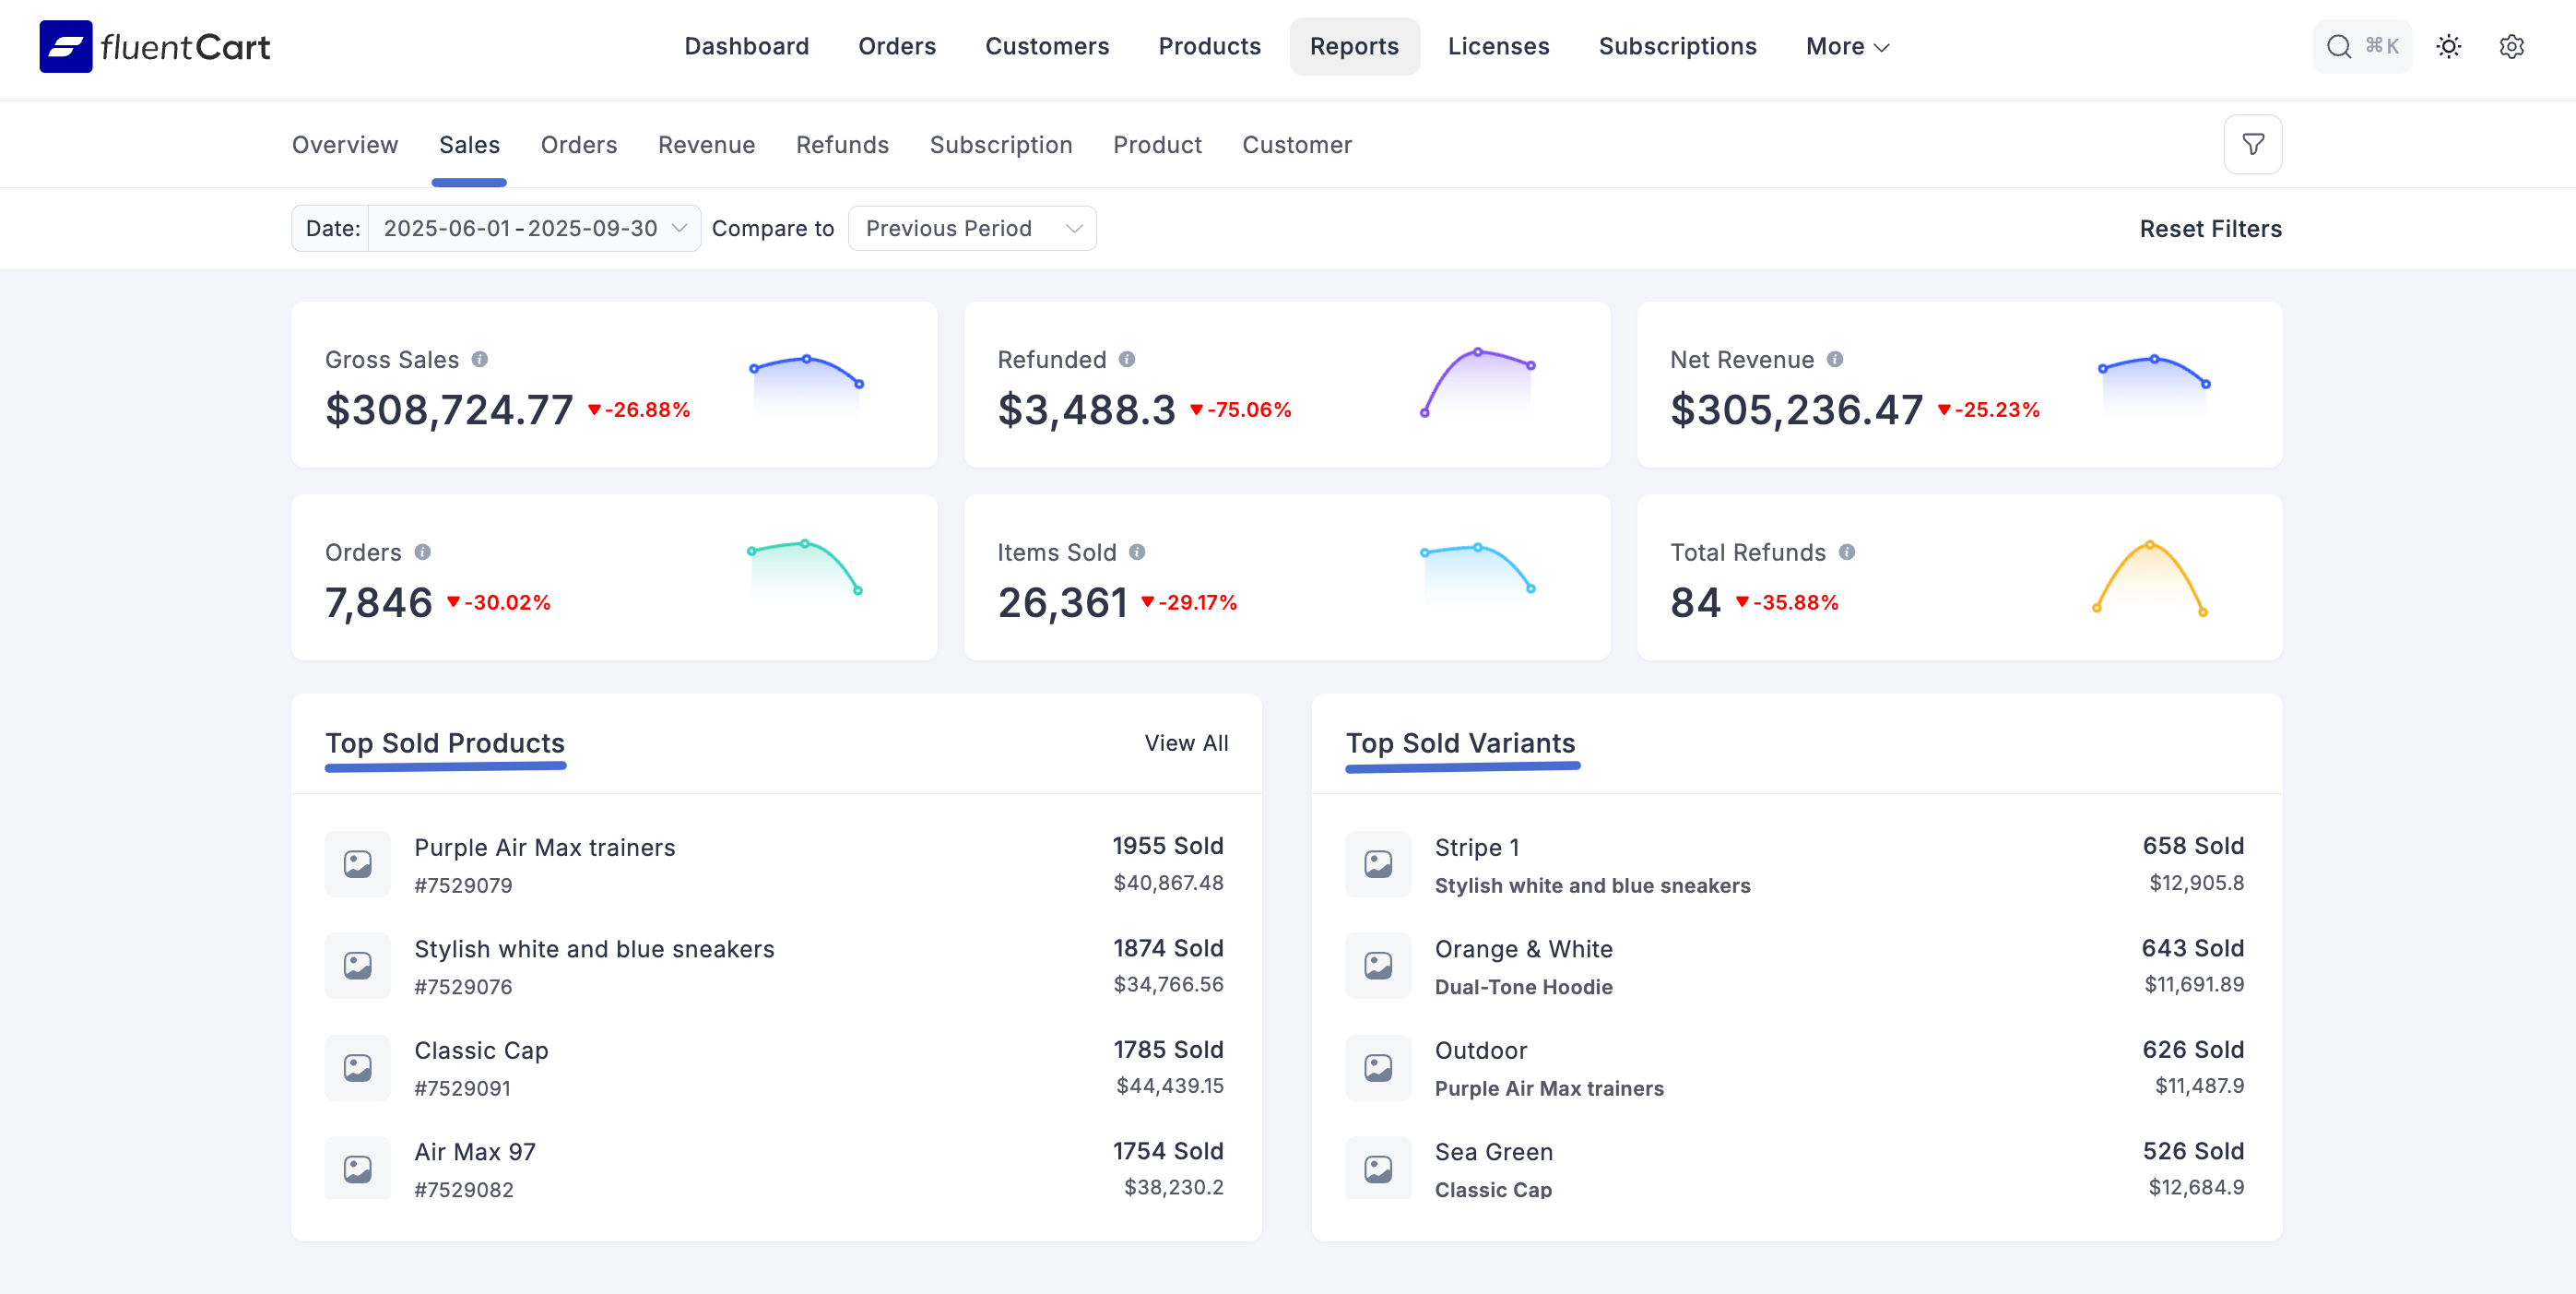 fluentCart
Dashboard Orders Customers Products Reports Licenses Subscriptions More
⌘K
Overview Sales Orders Revenue Refunds Subscription Product Customer
Date: 2025-06-01 - 2025-09-30 Compare to Previous Period Reset Filters
Gross Sales
$308,724.77 -26.88%
Refunded
$3,488.3 -75.06%
Net Revenue
$305,236.47 -25.23%
Orders
7,846 -30.02%
Items Sold
26,361 -29.17%
Total Refunds
84 -35.88%
Top Sold Products View All
Purple Air Max trainers 1955 Sold
#7529079 $40,867.48
Stylish white and blue sneakers 1874 Sold
#7529076 $34,766.56
Classic Cap 1785 Sold
#7529091 $44,439.15
Air Max 97 1754 Sold
#7529082 $38,230.2
Top Sold Variants
Stripe 1 658 Sold
Stylish white and blue sneakers $12,905.8
Orange & White 643 Sold
Dual-Tone Hoodie $11,691.89
Outdoor 626 Sold
Purple Air Max trainers $11,487.9
Sea Green 526 Sold
Classic Cap $12,684.9